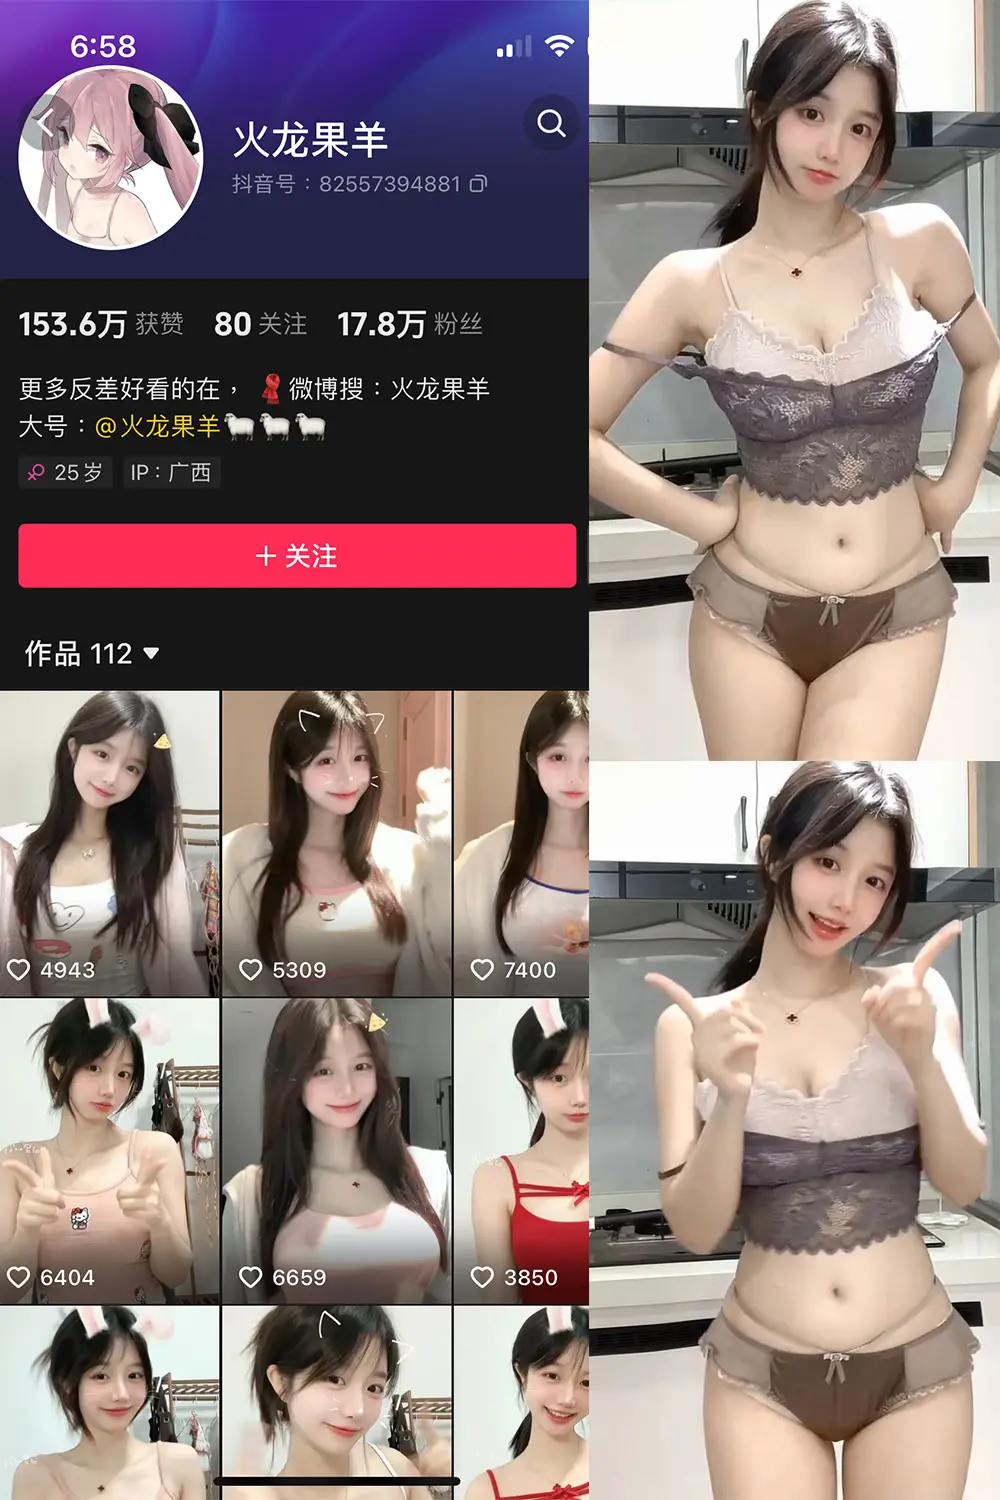 6:58
火龙果羊
抖音号：82557394881
153.6万 获赞 80 关注 17.8万 粉丝
更多反差好看的在， 🧣微博搜：火龙果羊
大号：@火龙果羊🐑🐑🐑
25岁 IP：广西
＋ 关注
作品 112
4943 5309 7400
6404 6659 3850